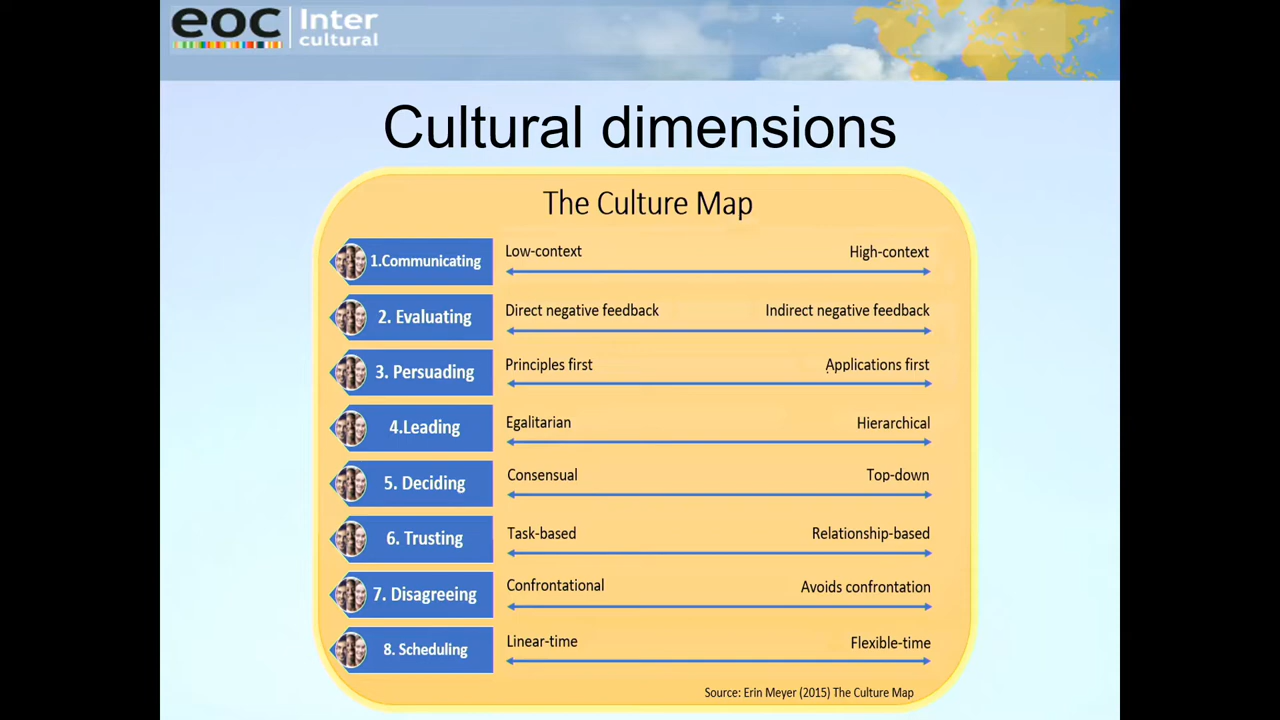 eoc Inter
cultural
Cultural dimensions
The Culture Map
1.Communicating Low-context High-context
2. Evaluating Direct negative feedback Indirect negative feedback
3. Persuading Principles first Applications first
4.Leading Egalitarian Hierarchical
5. Deciding Consensual Top-down
6. Trusting Task-based Relationship-based
7. Disagreeing Confrontational Avoids confrontation
8. Scheduling Linear-time Flexible-time
Source: Erin Meyer (2015) The Culture Map